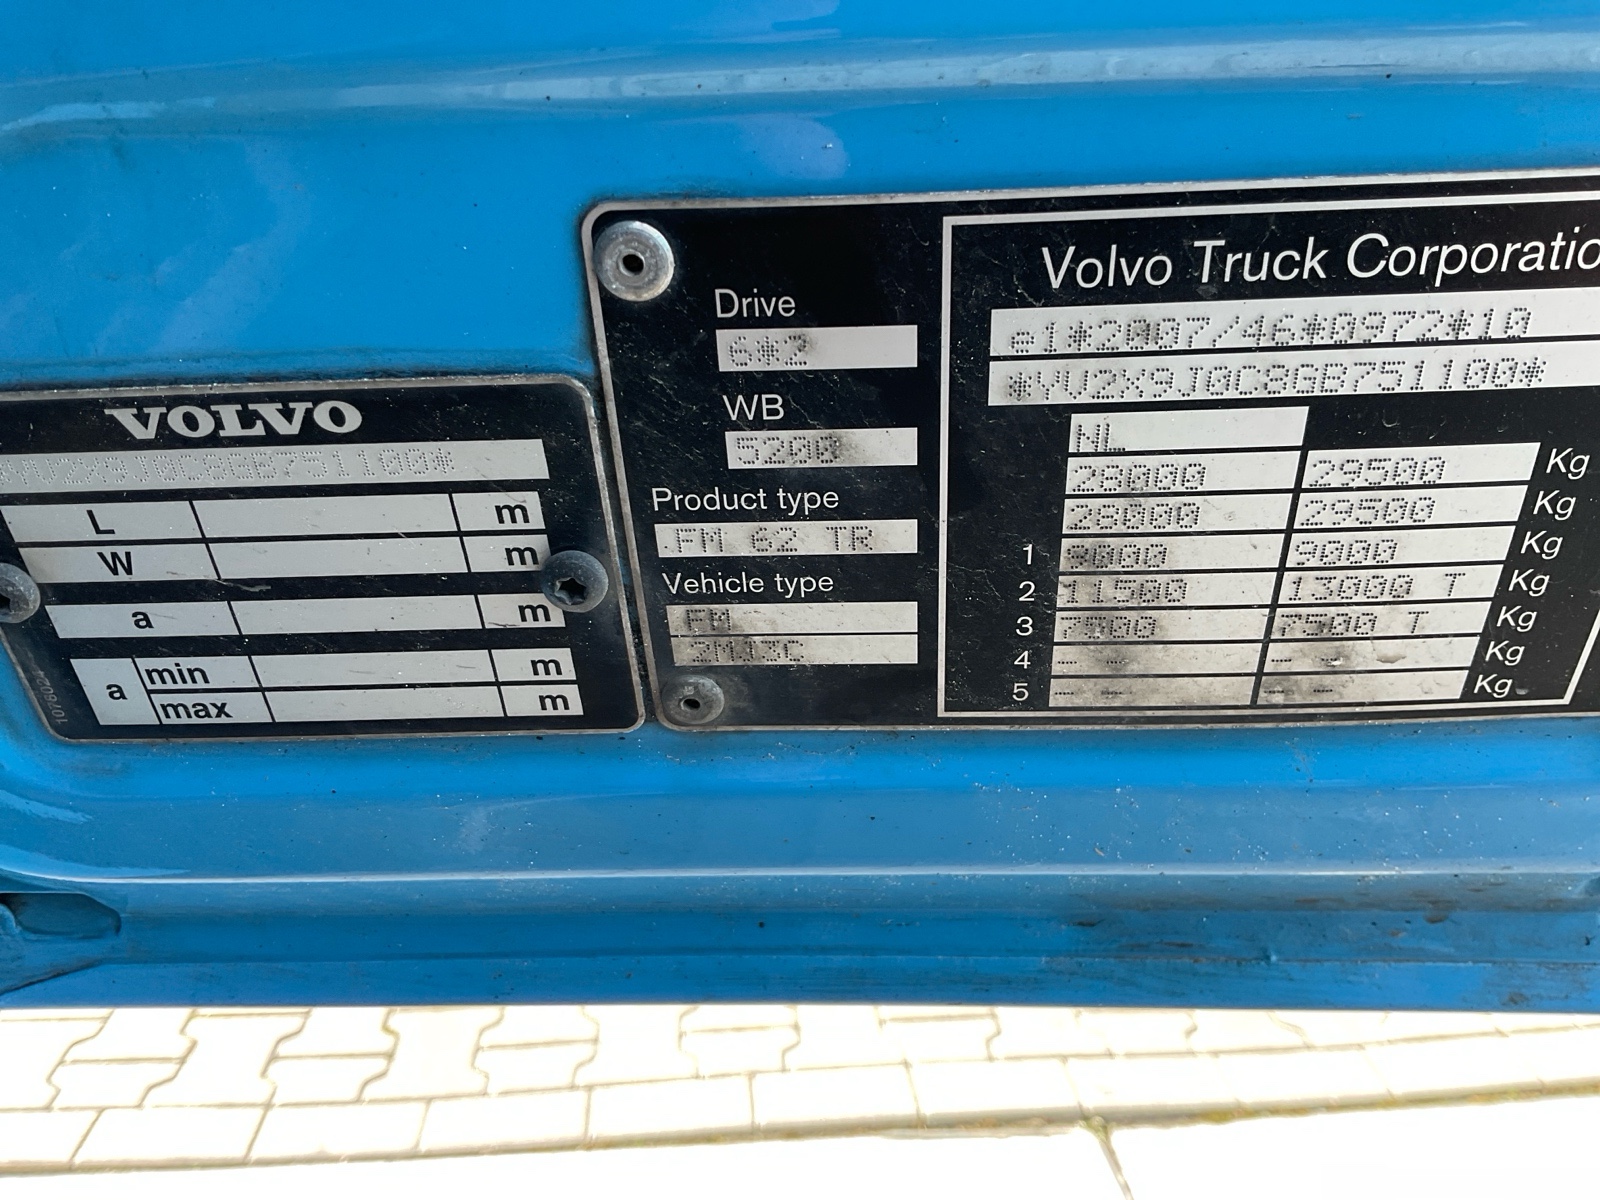 VOLVO
*YV2X9J0C8GB751100*
L m
W m
a m
a min m
max m
Drive
6*2
WB
5200
Product type
FM 62 TR
Vehicle type
FM
2MJ3C
Volvo Truck Corporatio
e1*2007/46*0972*10
*YV2X9J0C8GB751100*
NL
28000 29500 Kg
28000 29500 Kg
1 9000 9000 Kg
2 11500 13000 T Kg
3 7500 7500 T Kg
4 ---- ---- ---- ---- Kg
5 ---- ---- ---- ---- Kg